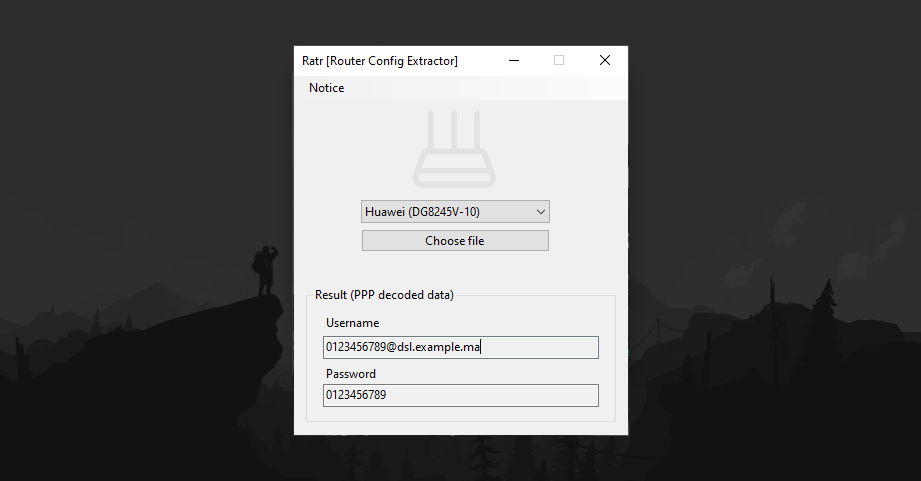 Ratr [Router Config Extractor]
Notice
Huawei (DG8245V-10)
Choose file
Result (PPP decoded data)
Username
0123456789@dsl.example.ma
Password
0123456789